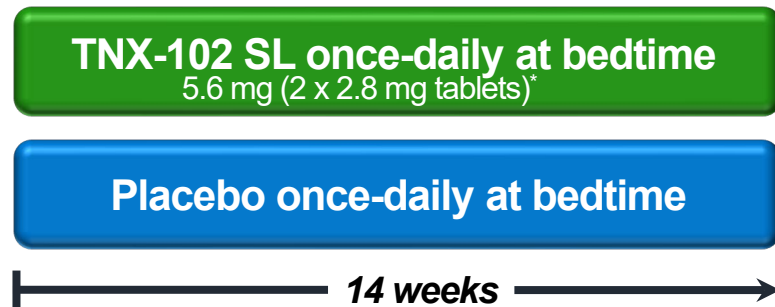 TNX-102 SL once-daily at bedtime
5.6 mg (2 x 2.8 mg tablets)*
Placebo once-daily at bedtime
14 weeks